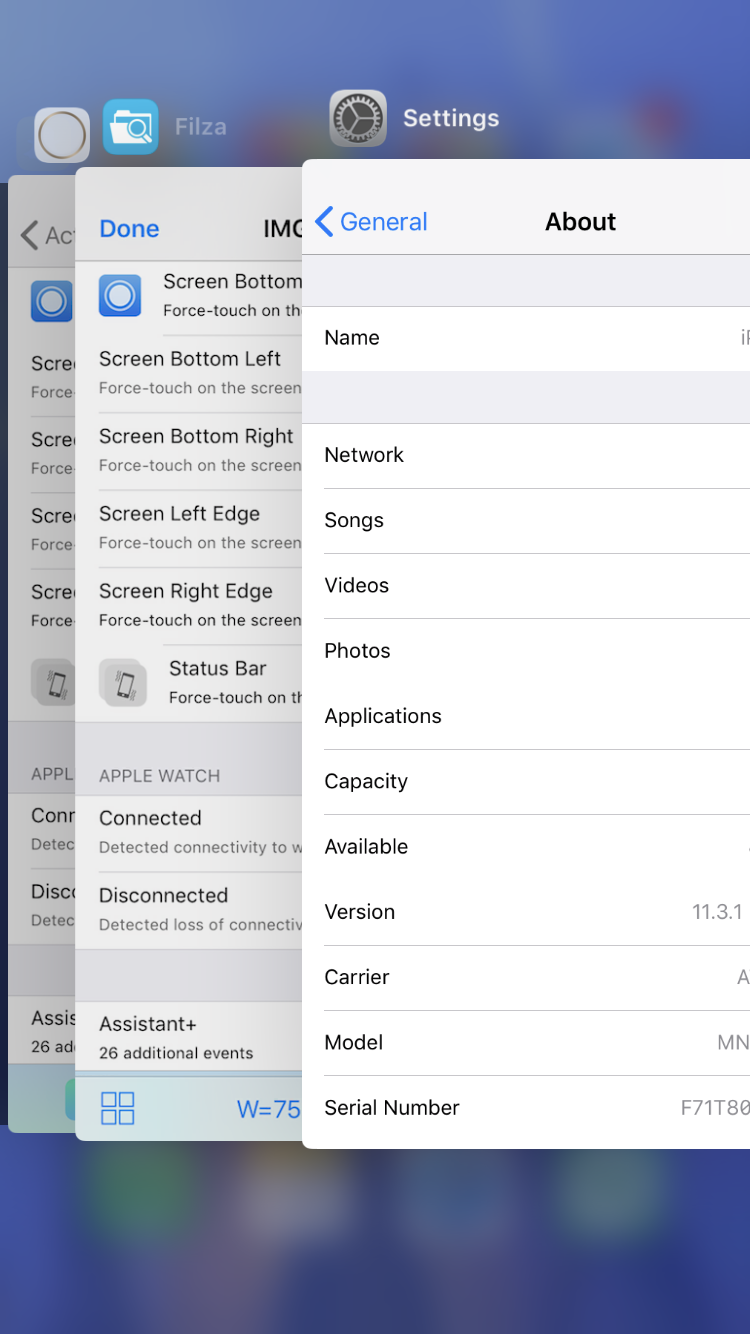 Filza
Settings
Ac
Scree
Force-
Scree
Force-
Scree
Force-
Scree
Force-
APPL
Conn
Detec
Disco
Detec
Assis
26 ad
Done
IMG
Screen Bottom
Force-touch on th
Screen Bottom Left
Force-touch on the screen
Screen Bottom Right
Force-touch on the screen
Screen Left Edge
Force-touch on the screen
Screen Right Edge
Force-touch on the screen
Status Bar
Force-touch on th
APPLE WATCH
Connected
Detected connectivity to w
Disconnected
Detected loss of connectiv
Assistant+
26 additional events
W=75
General
About
Name iP
Network
Songs
Videos
Photos
Applications
Capacity
Available
Version 11.3.1
Carrier A
Model MN
Serial Number F71T80